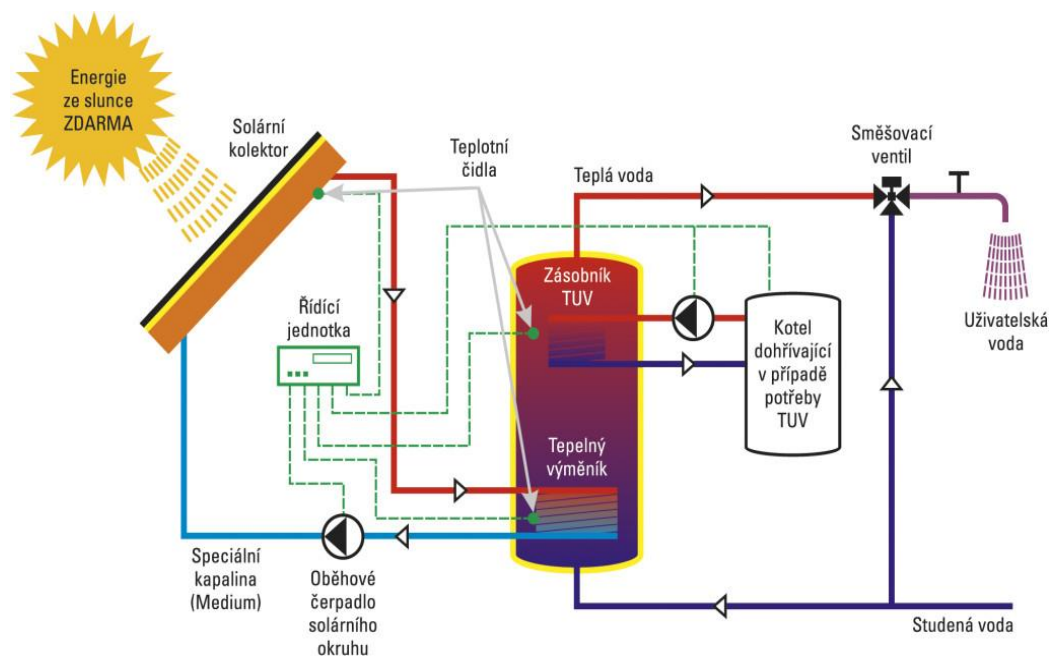 Energie
ze slunce
ZDARMA
Solární
kolektor
Teplotní
čidla
Teplá voda
Směšovací
ventil
Zásobník
TUV
Řídící
jednotka
Kotel
dohřívající
v případě
potřeby
TUV
Uživatelská
voda
Tepelný
výměník
Speciální
kapalina
(Medium)
Oběhové
čerpadlo
solárního
okruhu
Studená voda